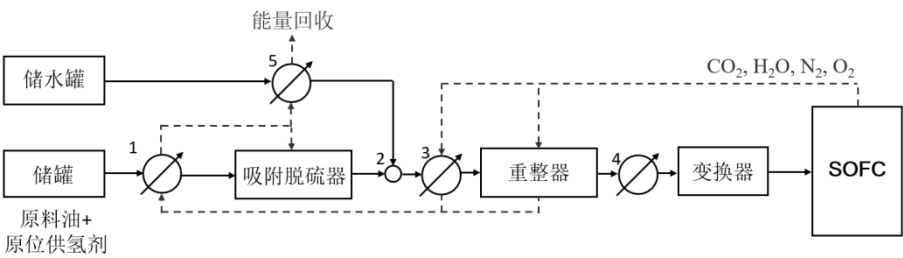 能量回收
5
储水罐
CO₂, H₂O, N₂, O₂
1
储罐
吸附脱硫器
2
3
重整器
4
变换器
SOFC
原料油+
原位供氢剂